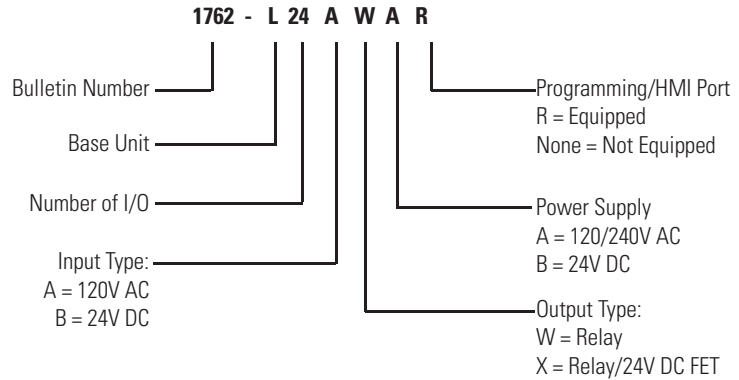 1762 - L 24 A W A R
Bulletin Number
Base Unit
Number of I/O
Input Type:
A = 120V AC
B = 24V DC
Programming/HMI Port
R = Equipped
None = Not Equipped
Power Supply
A = 120/240V AC
B = 24V DC
Output Type:
W = Relay
X = Relay/24V DC FET